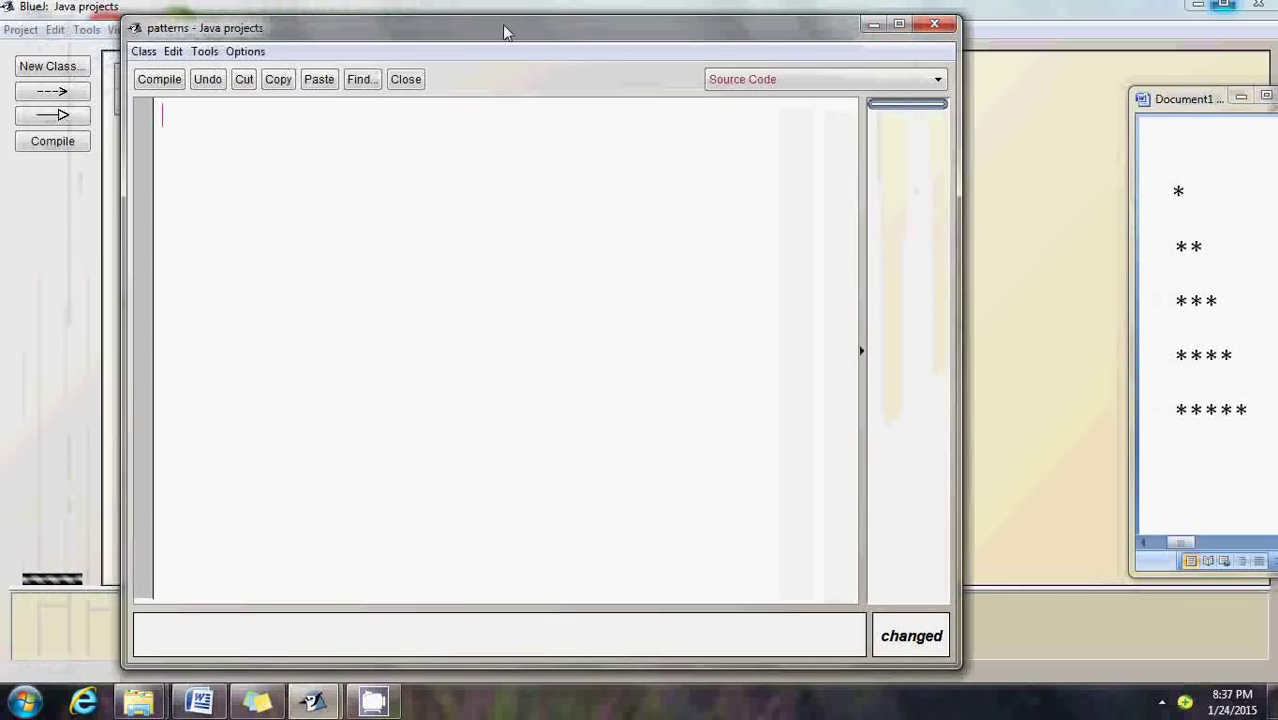 BlueJ: Java projects
Project Edit Tools
patterns - Java projects
Class Edit Tools Options
Compile Undo Cut Copy Paste Find... Close
Source Code
New Class...
Compile
Document1 ...
*
**
***
****
*****
changed
8:37 PM
1/24/2015